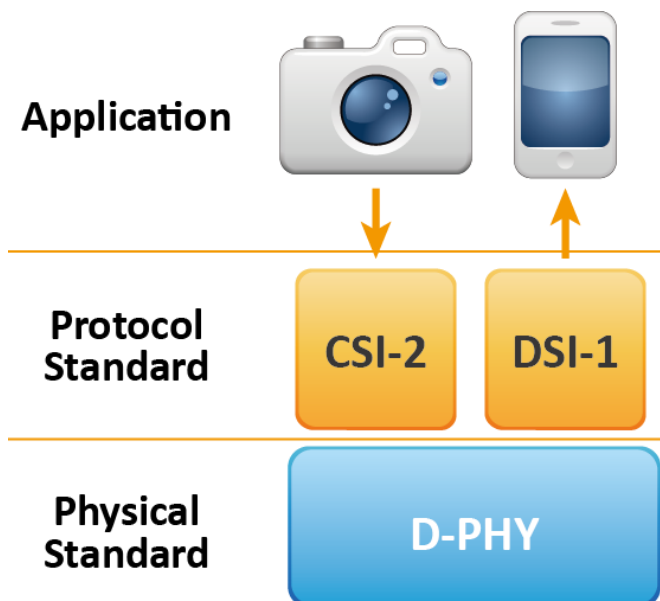 Application
Protocol
Standard
CSI-2
DSI-1
Physical
Standard
D-PHY